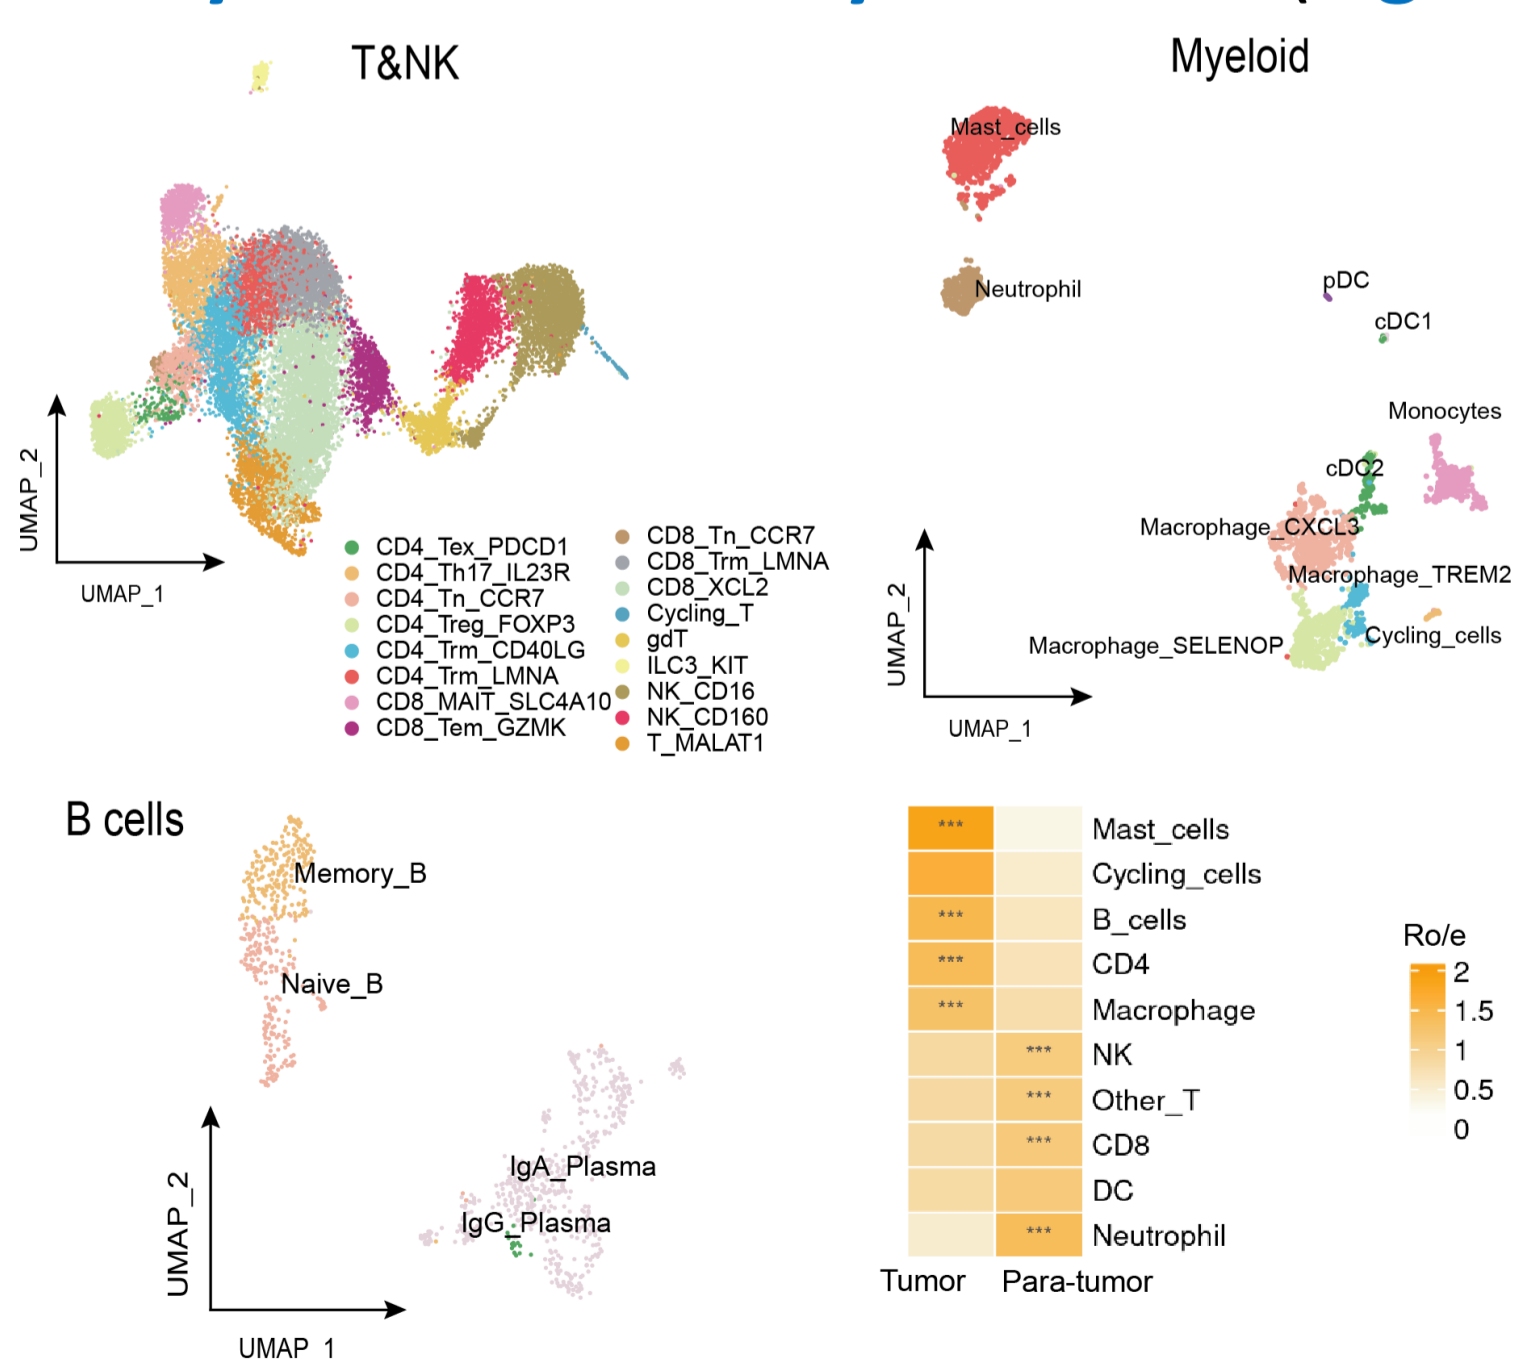 T&NK
UMAP_2
UMAP_1
CD4_Tex_PDCD1
CD4_Th17_IL23R
CD4_Tn_CCR7
CD4_Treg_FOXP3
CD4_Trm_CD40LG
CD4_Trm_LMNA
CD8_MAIT_SLC4A10
CD8_Tem_GZMK
CD8_Tn_CCR7
CD8_Trm_LMNA
CD8_XCL2
Cycling_T
gdT
ILC3_KIT
NK_CD16
NK_CD160
T_MALAT1
Myeloid
Mast_cells
Neutrophil
pDC
cDC1
Monocytes
cDC2
Macrophage_CXCL3
Macrophage_TREM2
Cycling_cells
Macrophage_SELENOP
UMAP_2
UMAP_1
B cells
Memory_B
Naive_B
IgA_Plasma
IgG_Plasma
UMAP_2
UMAP_1
*** Mast_cells
Cycling_cells
*** B_cells
*** CD4
*** Macrophage
*** NK
*** Other_T
*** CD8
DC
*** Neutrophil
Tumor Para-tumor
Ro/e
2
1.5
1
0.5
0